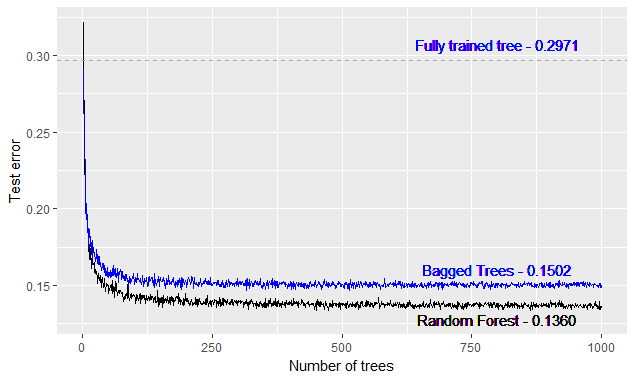 Fully trained tree - 0.2971
0.30
0.25
0.20
0.15
Test error
Bagged Trees - 0.1502
Random Forest - 0.1360
0
250
500
750
1000
Number of trees